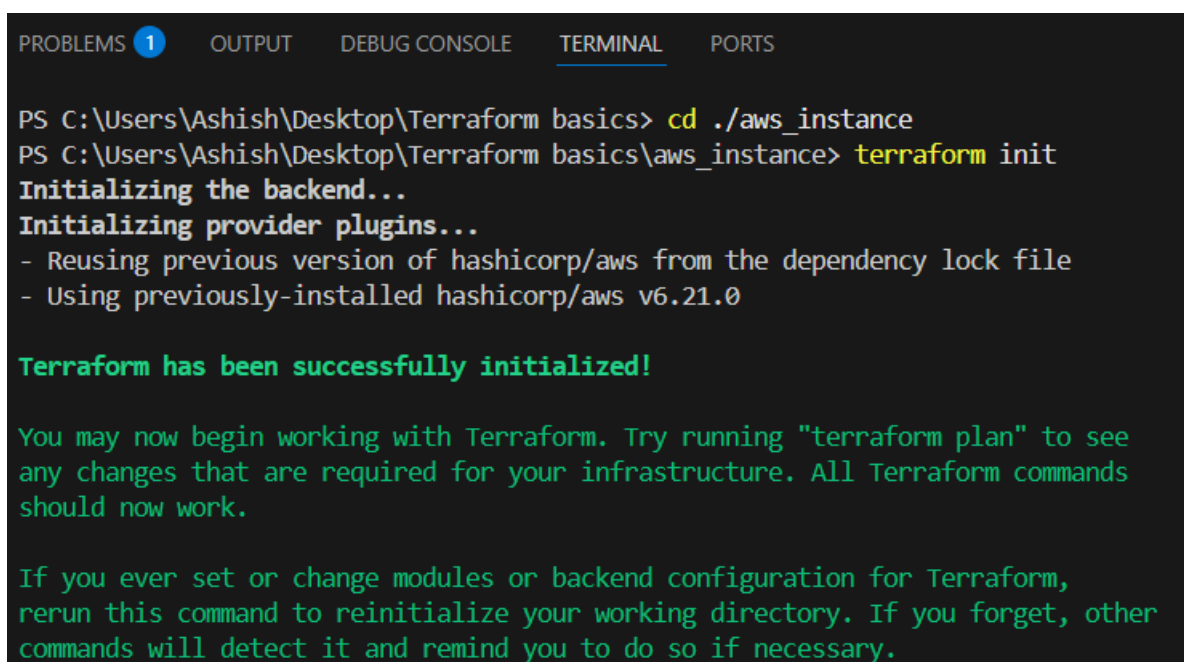 PROBLEMS 1 OUTPUT DEBUG CONSOLE TERMINAL PORTS
PS C:\Users\Ashish\Desktop\Terraform basics> cd ./aws_instance
PS C:\Users\Ashish\Desktop\Terraform basics\aws_instance> terraform init
Initializing the backend...
Initializing provider plugins...
- Reusing previous version of hashicorp/aws from the dependency lock file
- Using previously-installed hashicorp/aws v6.21.0
Terraform has been successfully initialized!
You may now begin working with Terraform. Try running "terraform plan" to see
any changes that are required for your infrastructure. All Terraform commands
should now work.
If you ever set or change modules or backend configuration for Terraform,
rerun this command to reinitialize your working directory. If you forget, other
commands will detect it and remind you to do so if necessary.